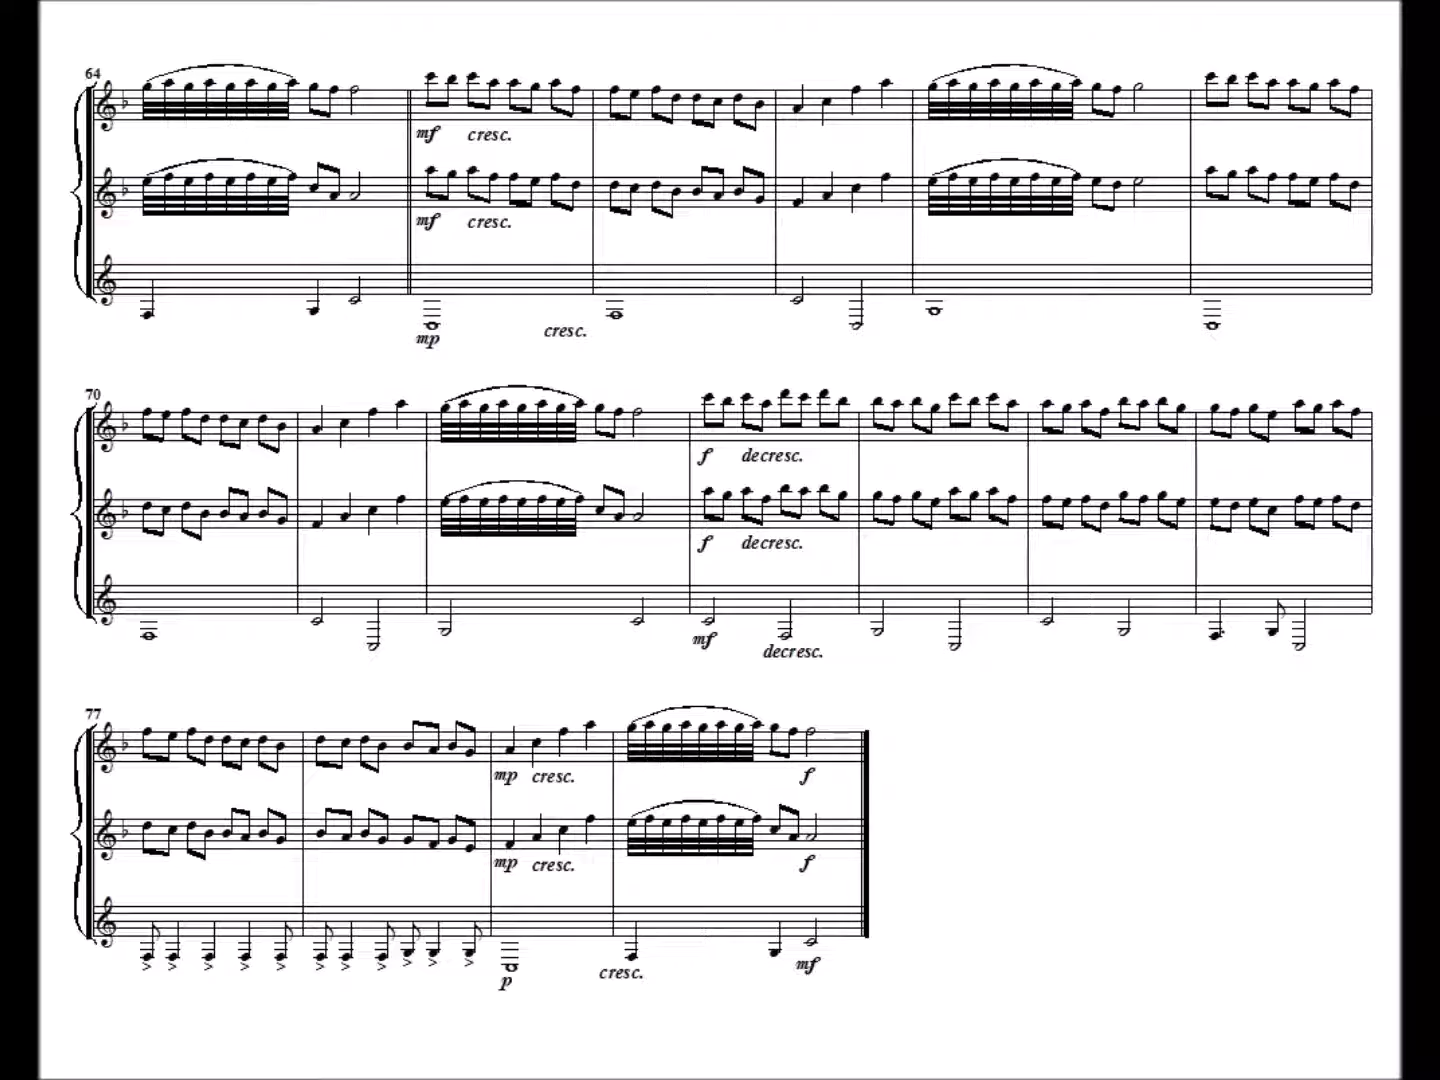 64
mf cresc.
mf cresc.
mp cresc.
70
f decresc.
f decresc.
mf decresc.
77
mp cresc. f
mp cresc. f
p cresc. mf